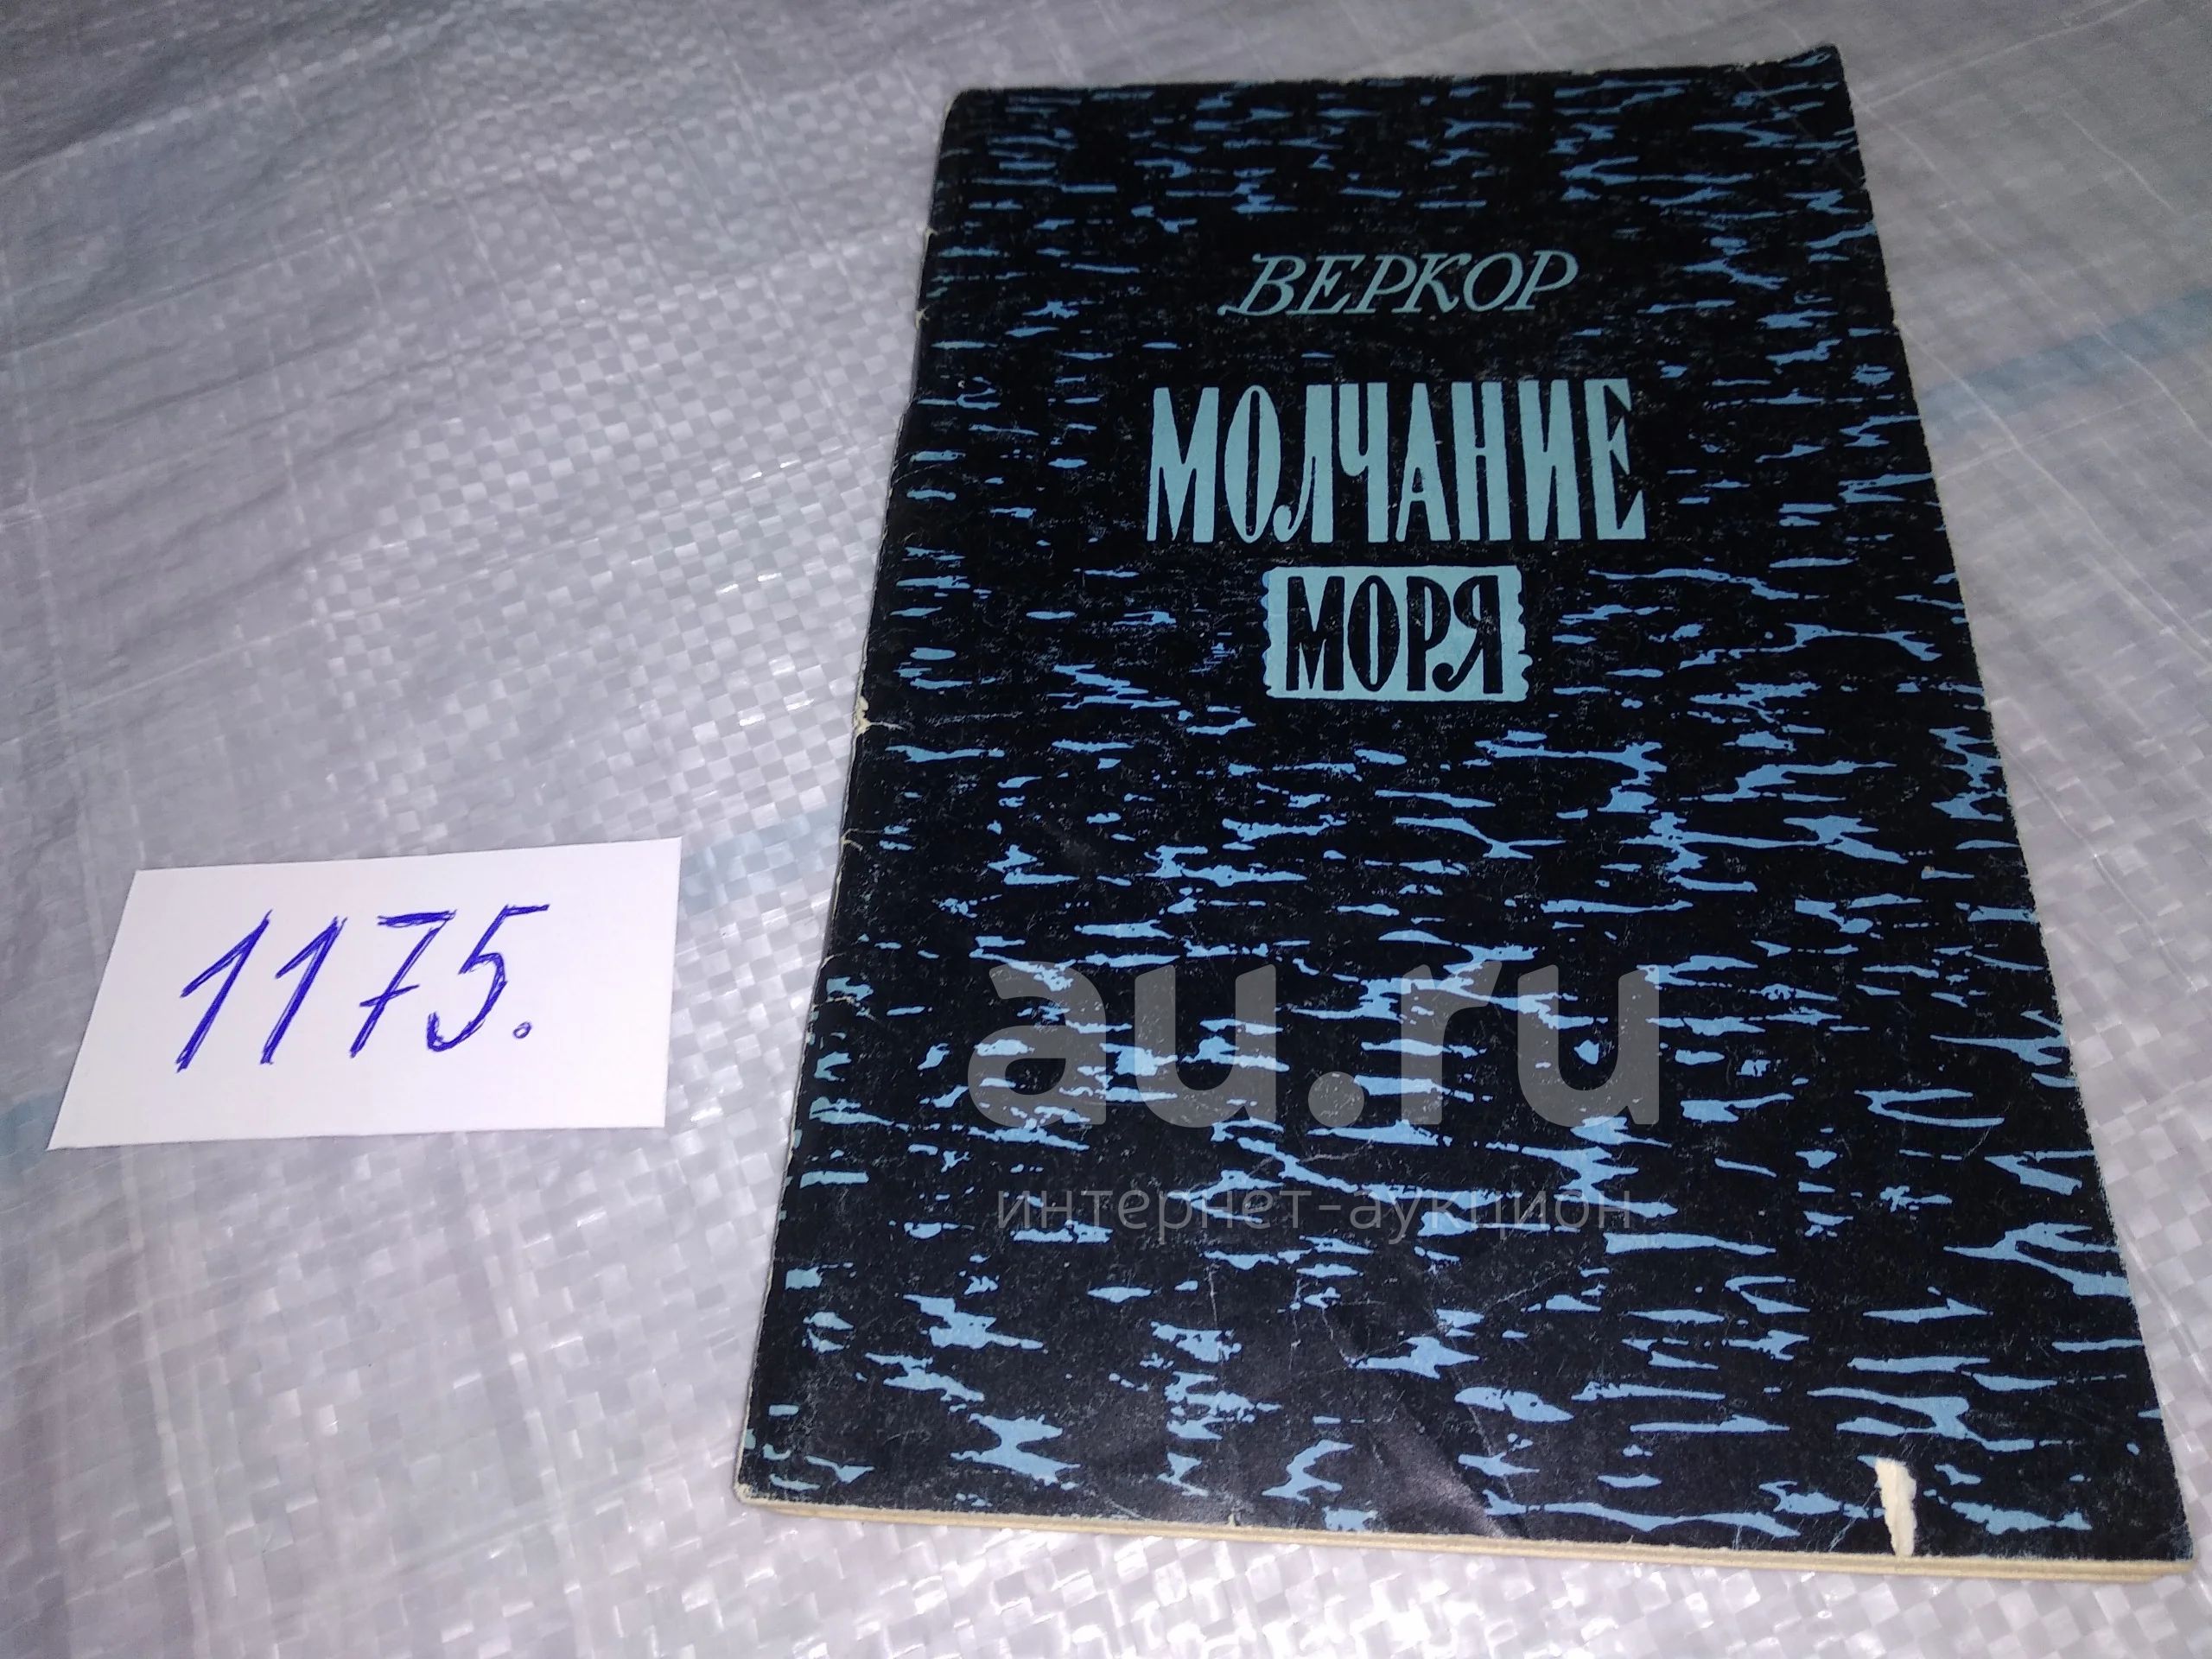 ВЕРКОР
МОЛЧАНИЕ
МОРЯ
1175.
au.ru
интернет-аукцион